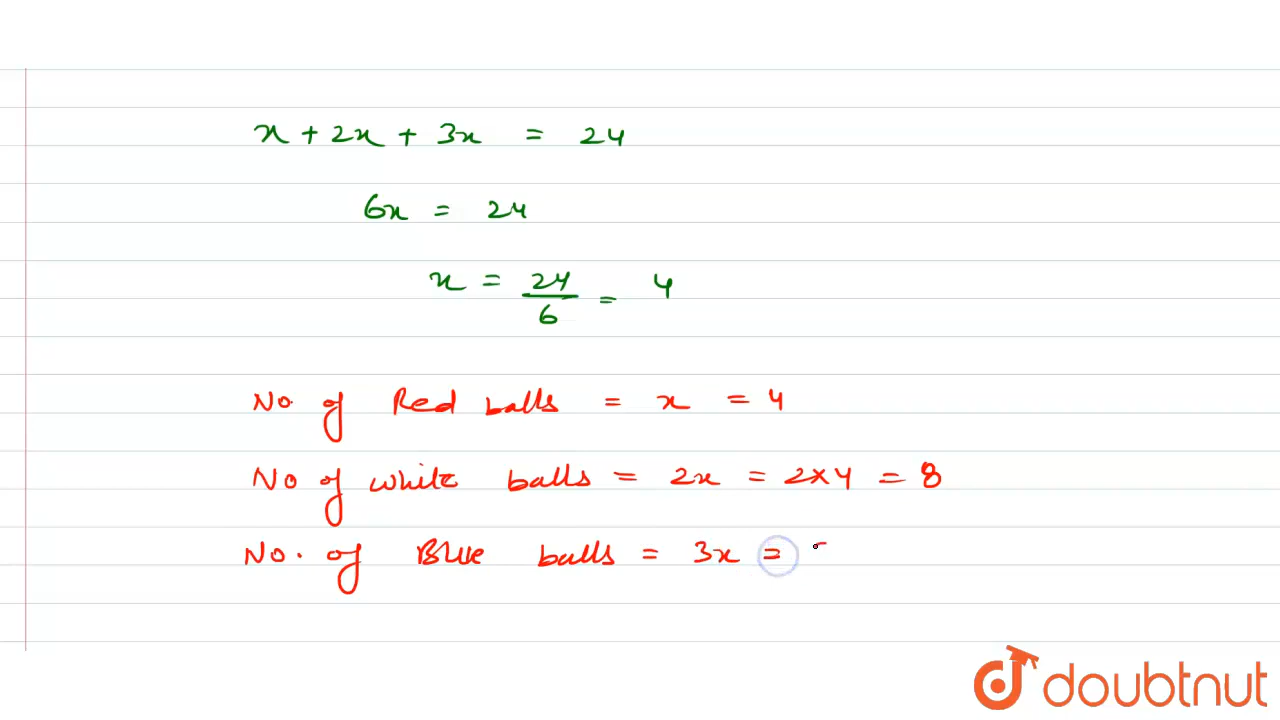 x + 2x + 3x = 24
6x = 24
x = 24/6 = 4
No. of Red balls = x = 4
No of white balls = 2x = 2×4 = 8
No. of Blue balls = 3x =
doubtnut